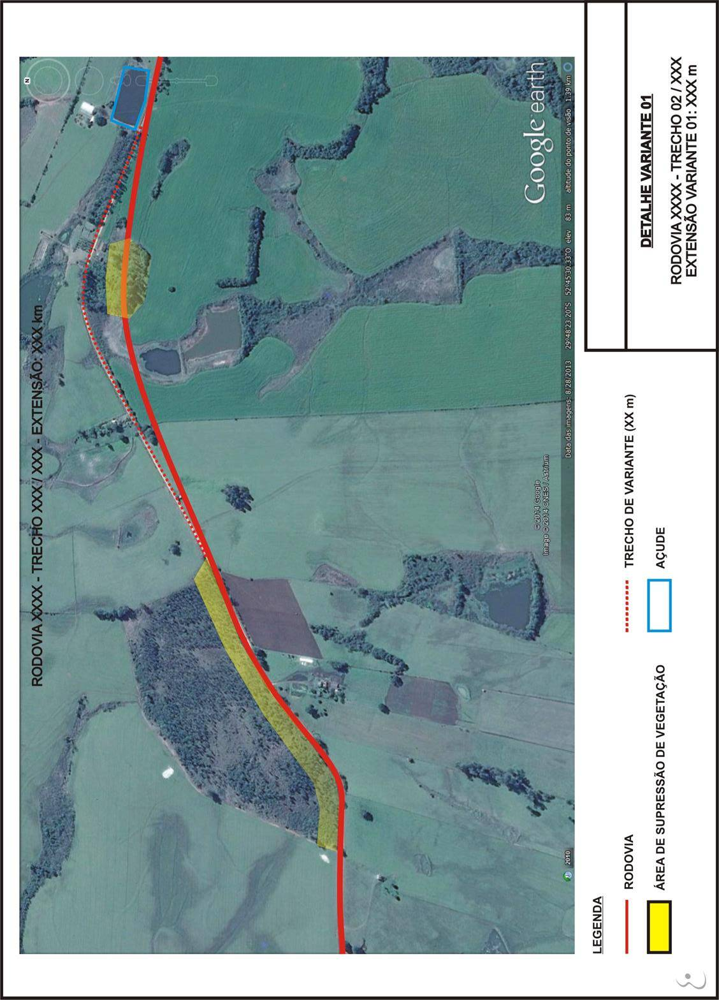 RODOVIA XXXX - TRECHO XXX / XXX - EXTENSÃO: XXX km
N
Google earth
© 2014 Google
Image © 2014 CNES / Astrium
2010
Data das imagens: 8/28/2013 29°48'23.20"S 52°45'30.33"O elev 83 m altitude do ponto de visão 1.39 km
LEGENDA
RODOVIA
TRECHO DE VARIANTE (XX m)
ÁREA DE SUPRESSÃO DE VEGETAÇÃO
AÇUDE
DETALHE VARIANTE 01
RODOVIA XXXX - TRECHO 02 / XXX
EXTENSÃO VARIANTE 01: XXX m